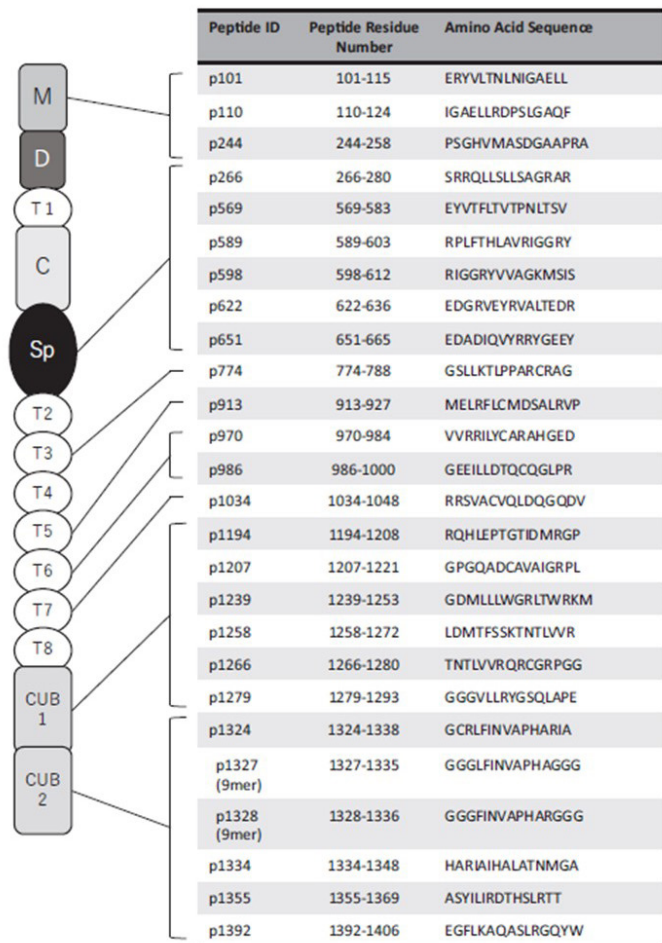 Peptide ID Peptide Residue Number Amino Acid Sequence
p101 101-115 ERYVLTNLNIGAELL
p110 110-124 IGAELLRDPSLGAQF
p244 244-258 PSGHVMASDGAAPRA
p266 266-280 SRRQLLSLLSAGRAR
p569 569-583 EYVTFLTVTPNLTSV
p589 589-603 RPLFTHLAVRIGGRY
p598 598-612 RIGGRYVVAGKMSIS
p622 622-636 EDGRVEYRVALTEDR
p651 651-665 EDADIQVYRRYGEEY
p774 774-788 GSLLKTLPPARCRAG
p913 913-927 MELRFLCMDSALRVP
p970 970-984 VVRRILYCARAHGED
p986 986-1000 GEEILLDTQCQGLPR
p1034 1034-1048 RRSVACVQLDQGQDV
p1194 1194-1208 RQHLEPTGTIDMRGP
p1207 1207-1221 GPGQADCAVAIGRPL
p1239 1239-1253 GDMLLLWGRLTWRKM
p1258 1258-1272 LDMTFSSKTNTLVVR
p1266 1266-1280 TNTLVVRQRCGRPGG
p1279 1279-1293 GGGVLLRYGSQLAPE
p1324 1324-1338 GCRLFINVAPHARIA
p1327 1327-1335 GGGLFINVAPHAGGG
(9mer)
p1328 1328-1336 GGGFINVAPHARGGG
(9mer)
p1334 1334-1348 HARIAIHALATNMGA
p1355 1355-1369 ASYILIRDTHSLRTT
p1392 1392-1406 EGFLKAQASLRGQYW
M
D
T1
C
Sp
T2
T3
T4
T5
T6
T7
T8
CUB
1
CUB
2